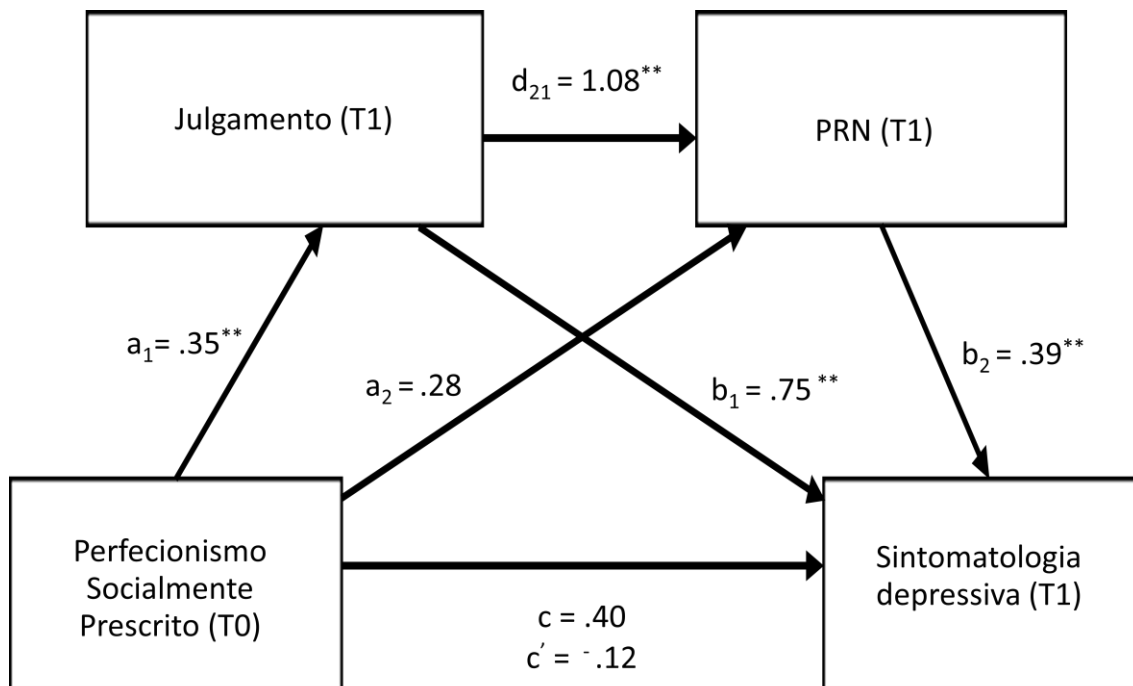 Julgamento (T1)
d21 = 1.08**
PRN (T1)
a1= .35**
a2 = .28
b1 = .75 **
b2 = .39**
Perfecionismo
Socialmente
Prescrito (T0)
Sintomatologia
depressiva (T1)
c = .40
c' = - .12